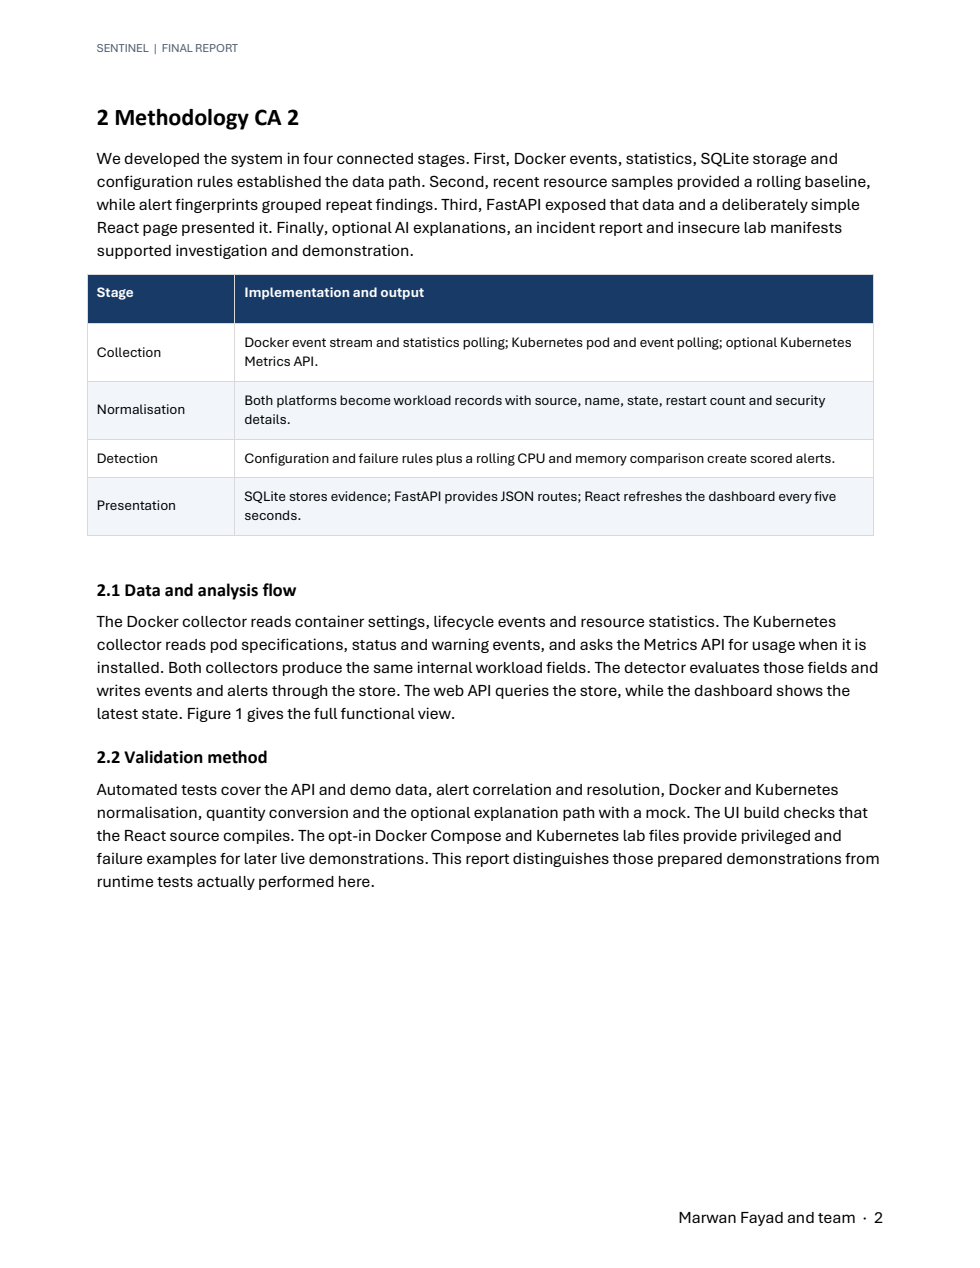 SENTINEL | FINAL REPORT
2 Methodology CA 2
We developed the system in four connected stages. First, Docker events, statistics, SQLite storage and
configuration rules established the data path. Second, recent resource samples provided a rolling baseline,
while alert fingerprints grouped repeat findings. Third, FastAPI exposed that data and a deliberately simple
React page presented it. Finally, optional AI explanations, an incident report and insecure lab manifests
supported investigation and demonstration.
Stage Implementation and output
Collection Docker event stream and statistics polling; Kubernetes pod and event polling; optional Kubernetes
Metrics API.
Normalisation Both platforms become workload records with source, name, state, restart count and security
details.
Detection Configuration and failure rules plus a rolling CPU and memory comparison create scored alerts.
Presentation SQLite stores evidence; FastAPI provides JSON routes; React refreshes the dashboard every five
seconds.
2.1 Data and analysis flow
The Docker collector reads container settings, lifecycle events and resource statistics. The Kubernetes
collector reads pod specifications, status and warning events, and asks the Metrics API for usage when it is
installed. Both collectors produce the same internal workload fields. The detector evaluates those fields and
writes events and alerts through the store. The web API queries the store, while the dashboard shows the
latest state. Figure 1 gives the full functional view.
2.2 Validation method
Automated tests cover the API and demo data, alert correlation and resolution, Docker and Kubernetes
normalisation, quantity conversion and the optional explanation path with a mock. The UI build checks that
the React source compiles. The opt-in Docker Compose and Kubernetes lab files provide privileged and
failure examples for later live demonstrations. This report distinguishes those prepared demonstrations from
runtime tests actually performed here.
Marwan Fayad and team · 2